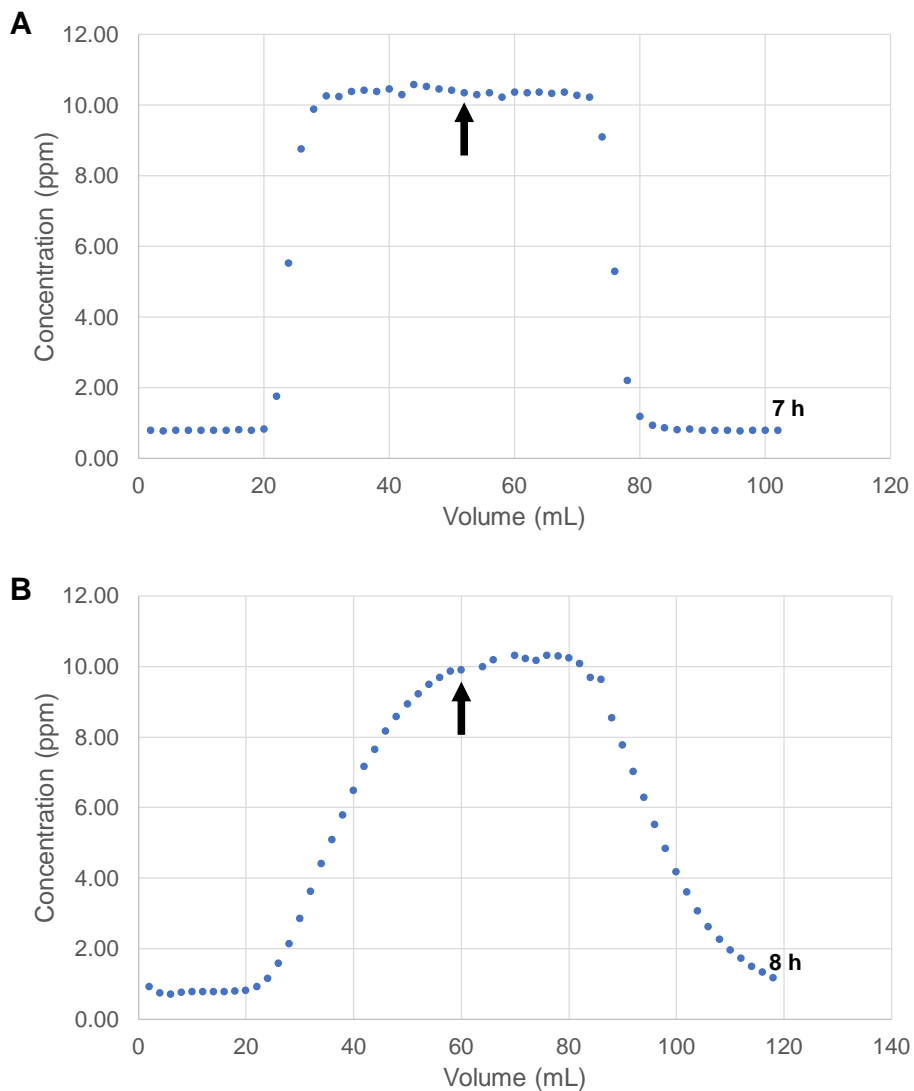 A
12.00
10.00
8.00
6.00
4.00
2.00
0.00
Concentration (ppm)
7 h
0 20 40 60 80 100 120
Volume (mL)
B
12.00
10.00
8.00
6.00
4.00
2.00
0.00
Concentration (ppm)
8 h
0 20 40 60 80 100 120 140
Volume (mL)